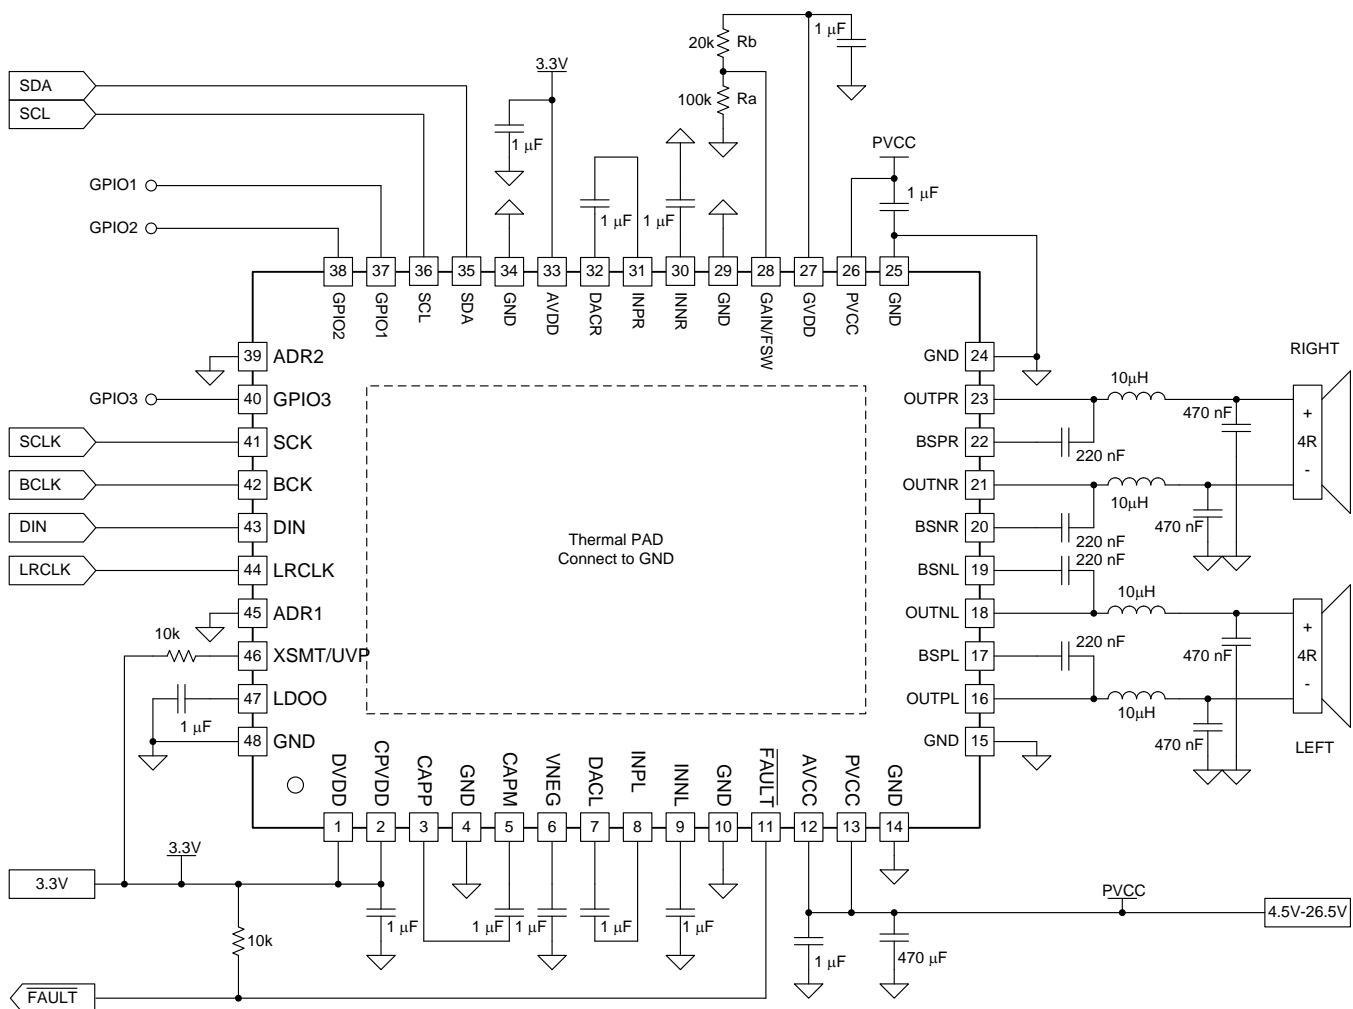 20k
Rb
1 µF
3.3V
SDA
100k
Ra
SCL
1 µF
PVCC
GPIO1
1 µF
1 µF
1 µF
GPIO2
38
37
36
35
34
33
32
31
30
29
28
27
26
25
GPIO2
GPIO1
SCL
SDA
GND
AVDD
DACR
INPR
INNR
GND
GAIN/FSW
GVDD
PVCC
GND
39 ADR2
GND 24
RIGHT
10µH
GPIO3
40 GPIO3
OUTPR 23
470 nF
+
4R
-
SCLK
41 SCK
BSPR 22
220 nF
BCLK
42 BCK
OUTNR 21
10µH
DIN
43 DIN
Thermal PAD
Connect to GND
BSNR 20
220 nF
470 nF
LRCLK
44 LRCLK
BSNL 19
220 nF
10µH
45 ADR1
OUTNL 18
+
4R
-
10k
46 XSMT/UVP
BSPL 17
220 nF
470 nF
47 LDOO
1 µF
OUTPL 16
10µH
48 GND
GND 15
470 nF
LEFT
DVDD
CPVDD
CAPP
GND
CAPM
VNEG
DACL
INPL
INNL
GND
FAULT
AVCC
PVCC
GND
1
2
3
4
5
6
7
8
9
10
11
12
13
14
3.3V
3.3V
PVCC
4.5V-26.5V
10k
1 µF
1 µF
1 µF
1 µF
1 µF
1 µF
470 µF
FAULT